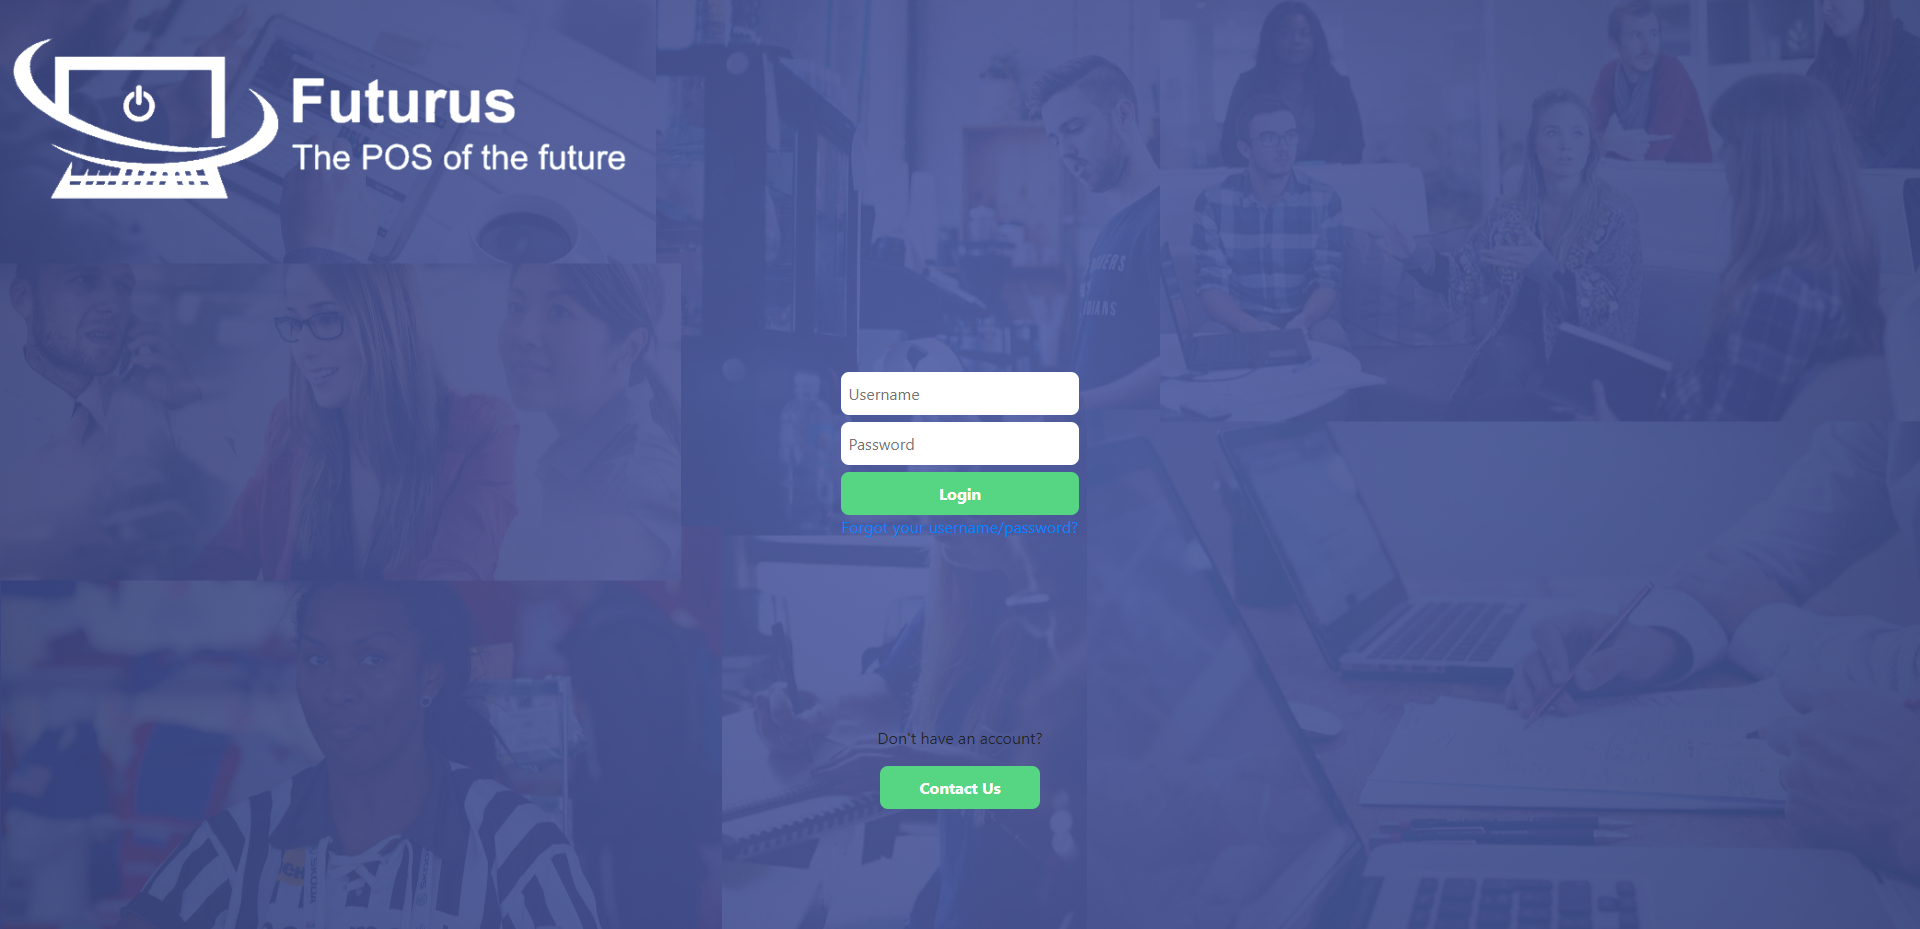 Futurus
The POS of the future
Username
Password
Login
Forgot your username/password?
Don't have an account?
Contact Us